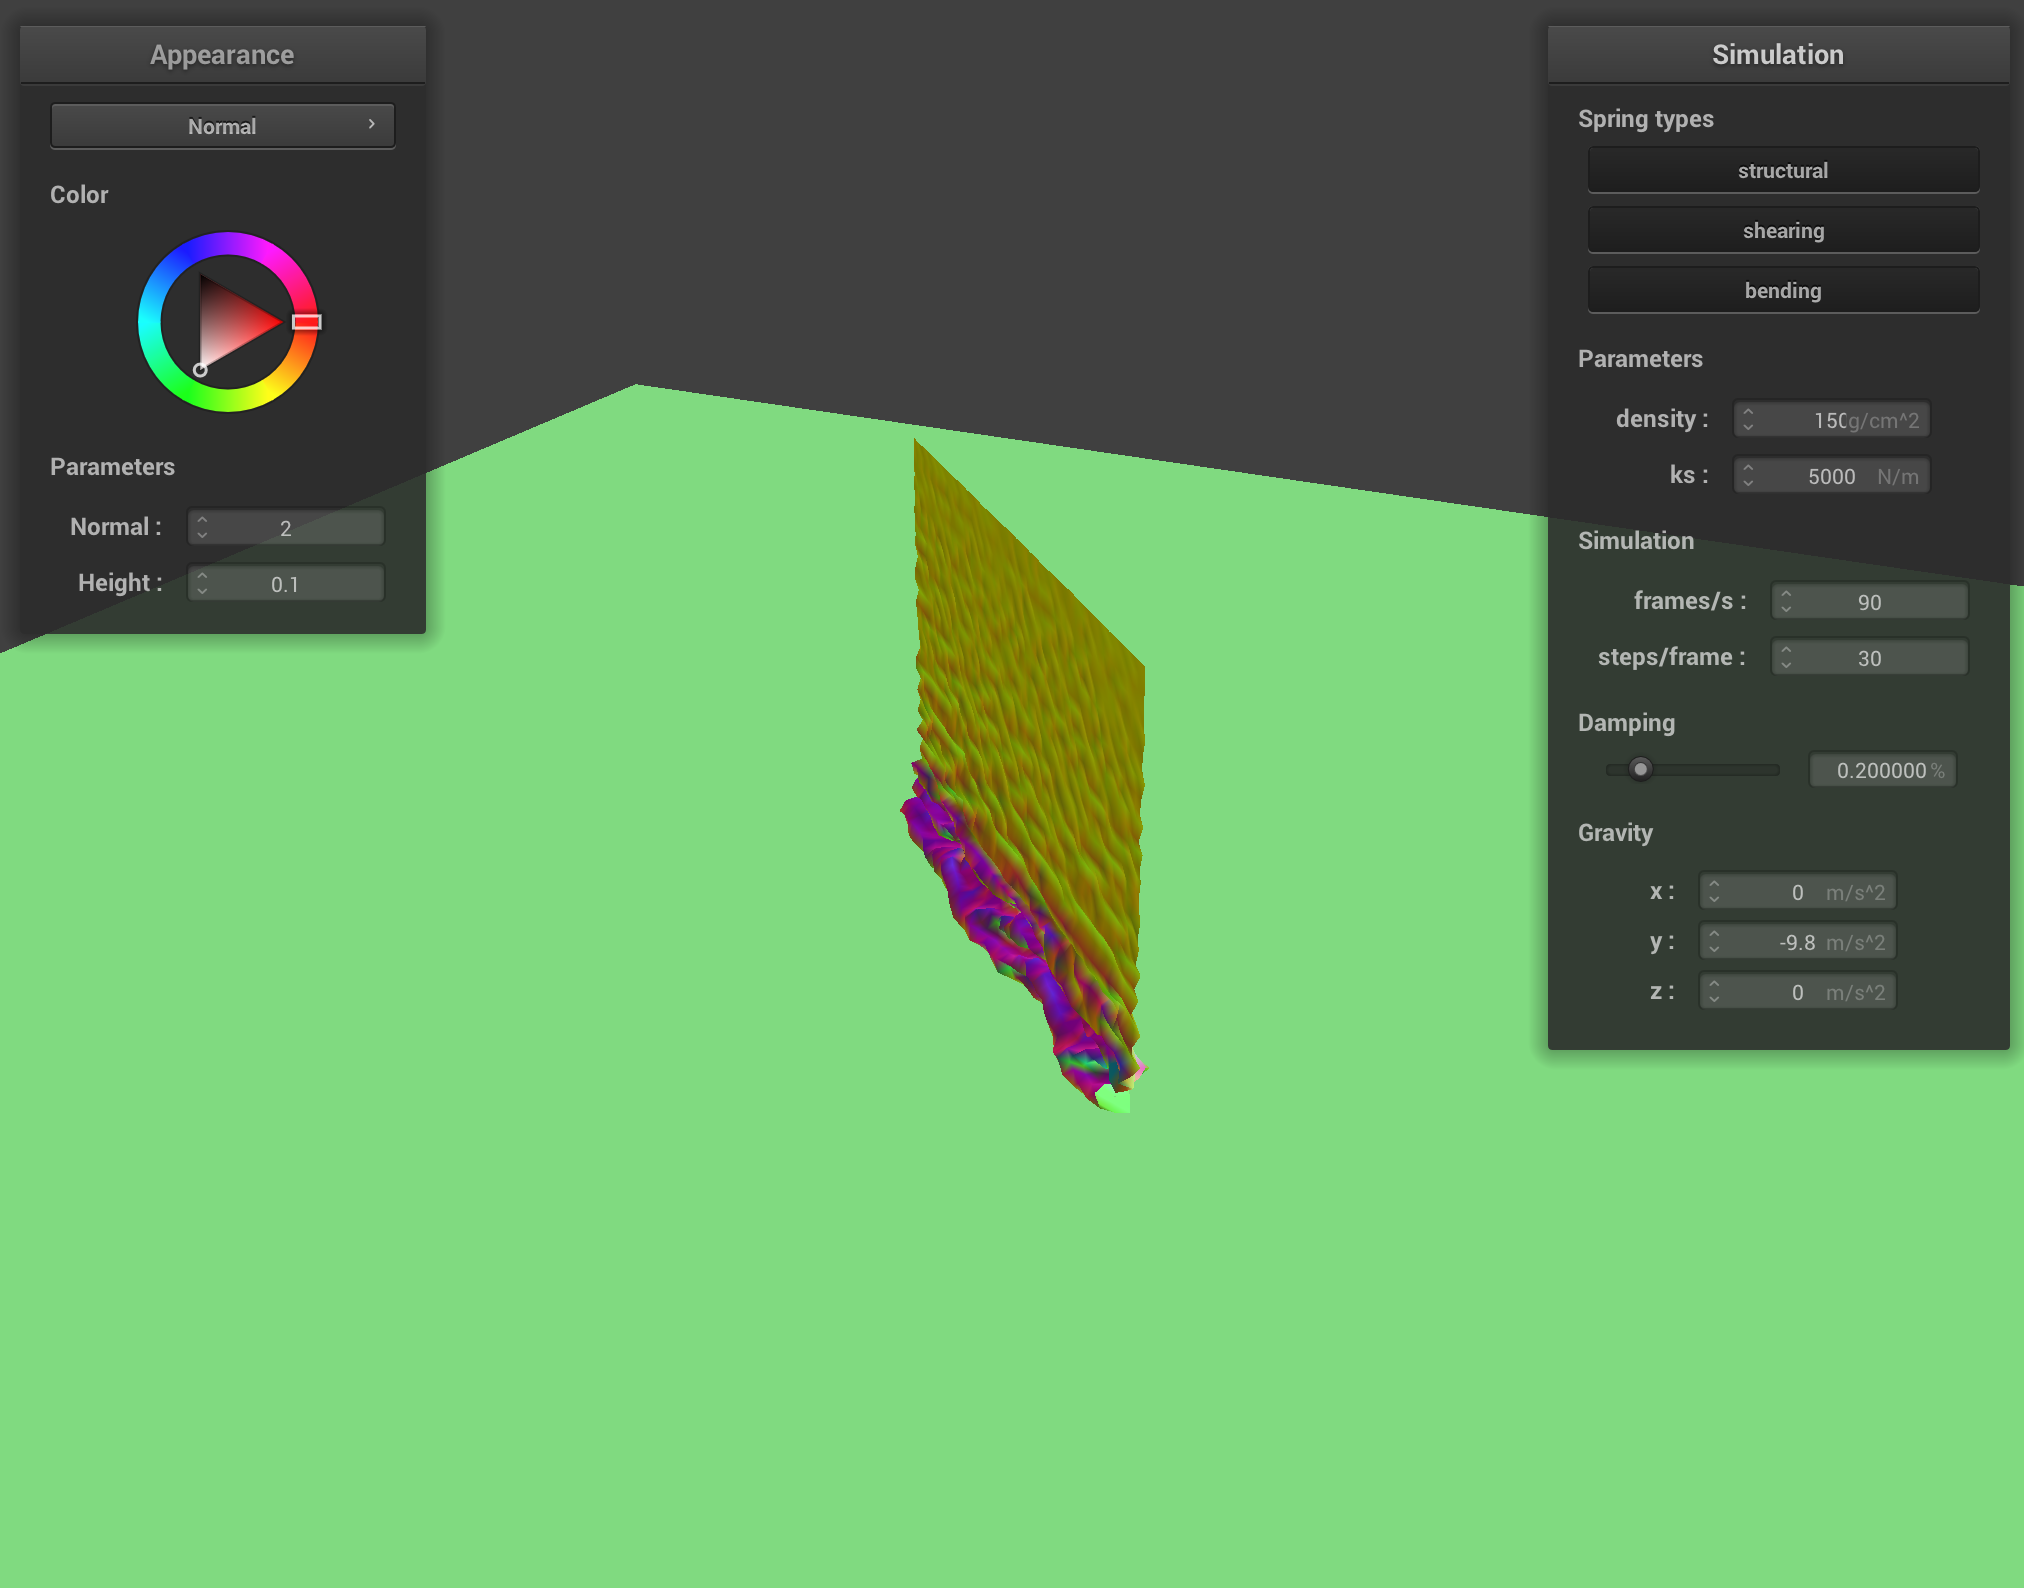 Appearance
Normal
Color
Parameters
Normal : 2
Height : 0.1
Simulation
Spring types
structural
shearing
bending
Parameters
density : 150 g/cm^2
ks : 5000 N/m
Simulation
frames/s : 90
steps/frame : 30
Damping
0.200000 %
Gravity
x : 0 m/s^2
y : -9.8 m/s^2
z : 0 m/s^2